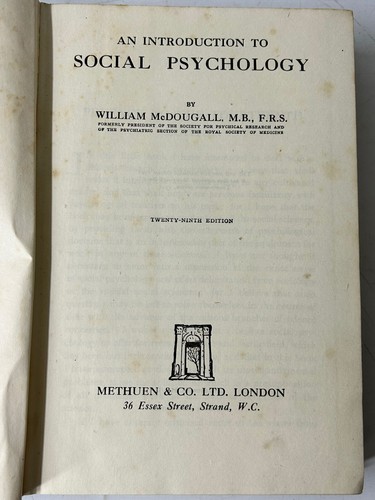 AN INTRODUCTION TO
SOCIAL PSYCHOLOGY
BY
WILLIAM McDOUGALL, M.B., F.R.S.
FORMERLY PRESIDENT OF THE SOCIETY FOR PSYCHICAL RESEARCH AND
OF THE PSYCHIATRIC SECTION OF THE ROYAL SOCIETY OF MEDICINE
TWENTY-NINTH EDITION
METHUEN & CO. LTD. LONDON
36 Essex Street, Strand, W.C.